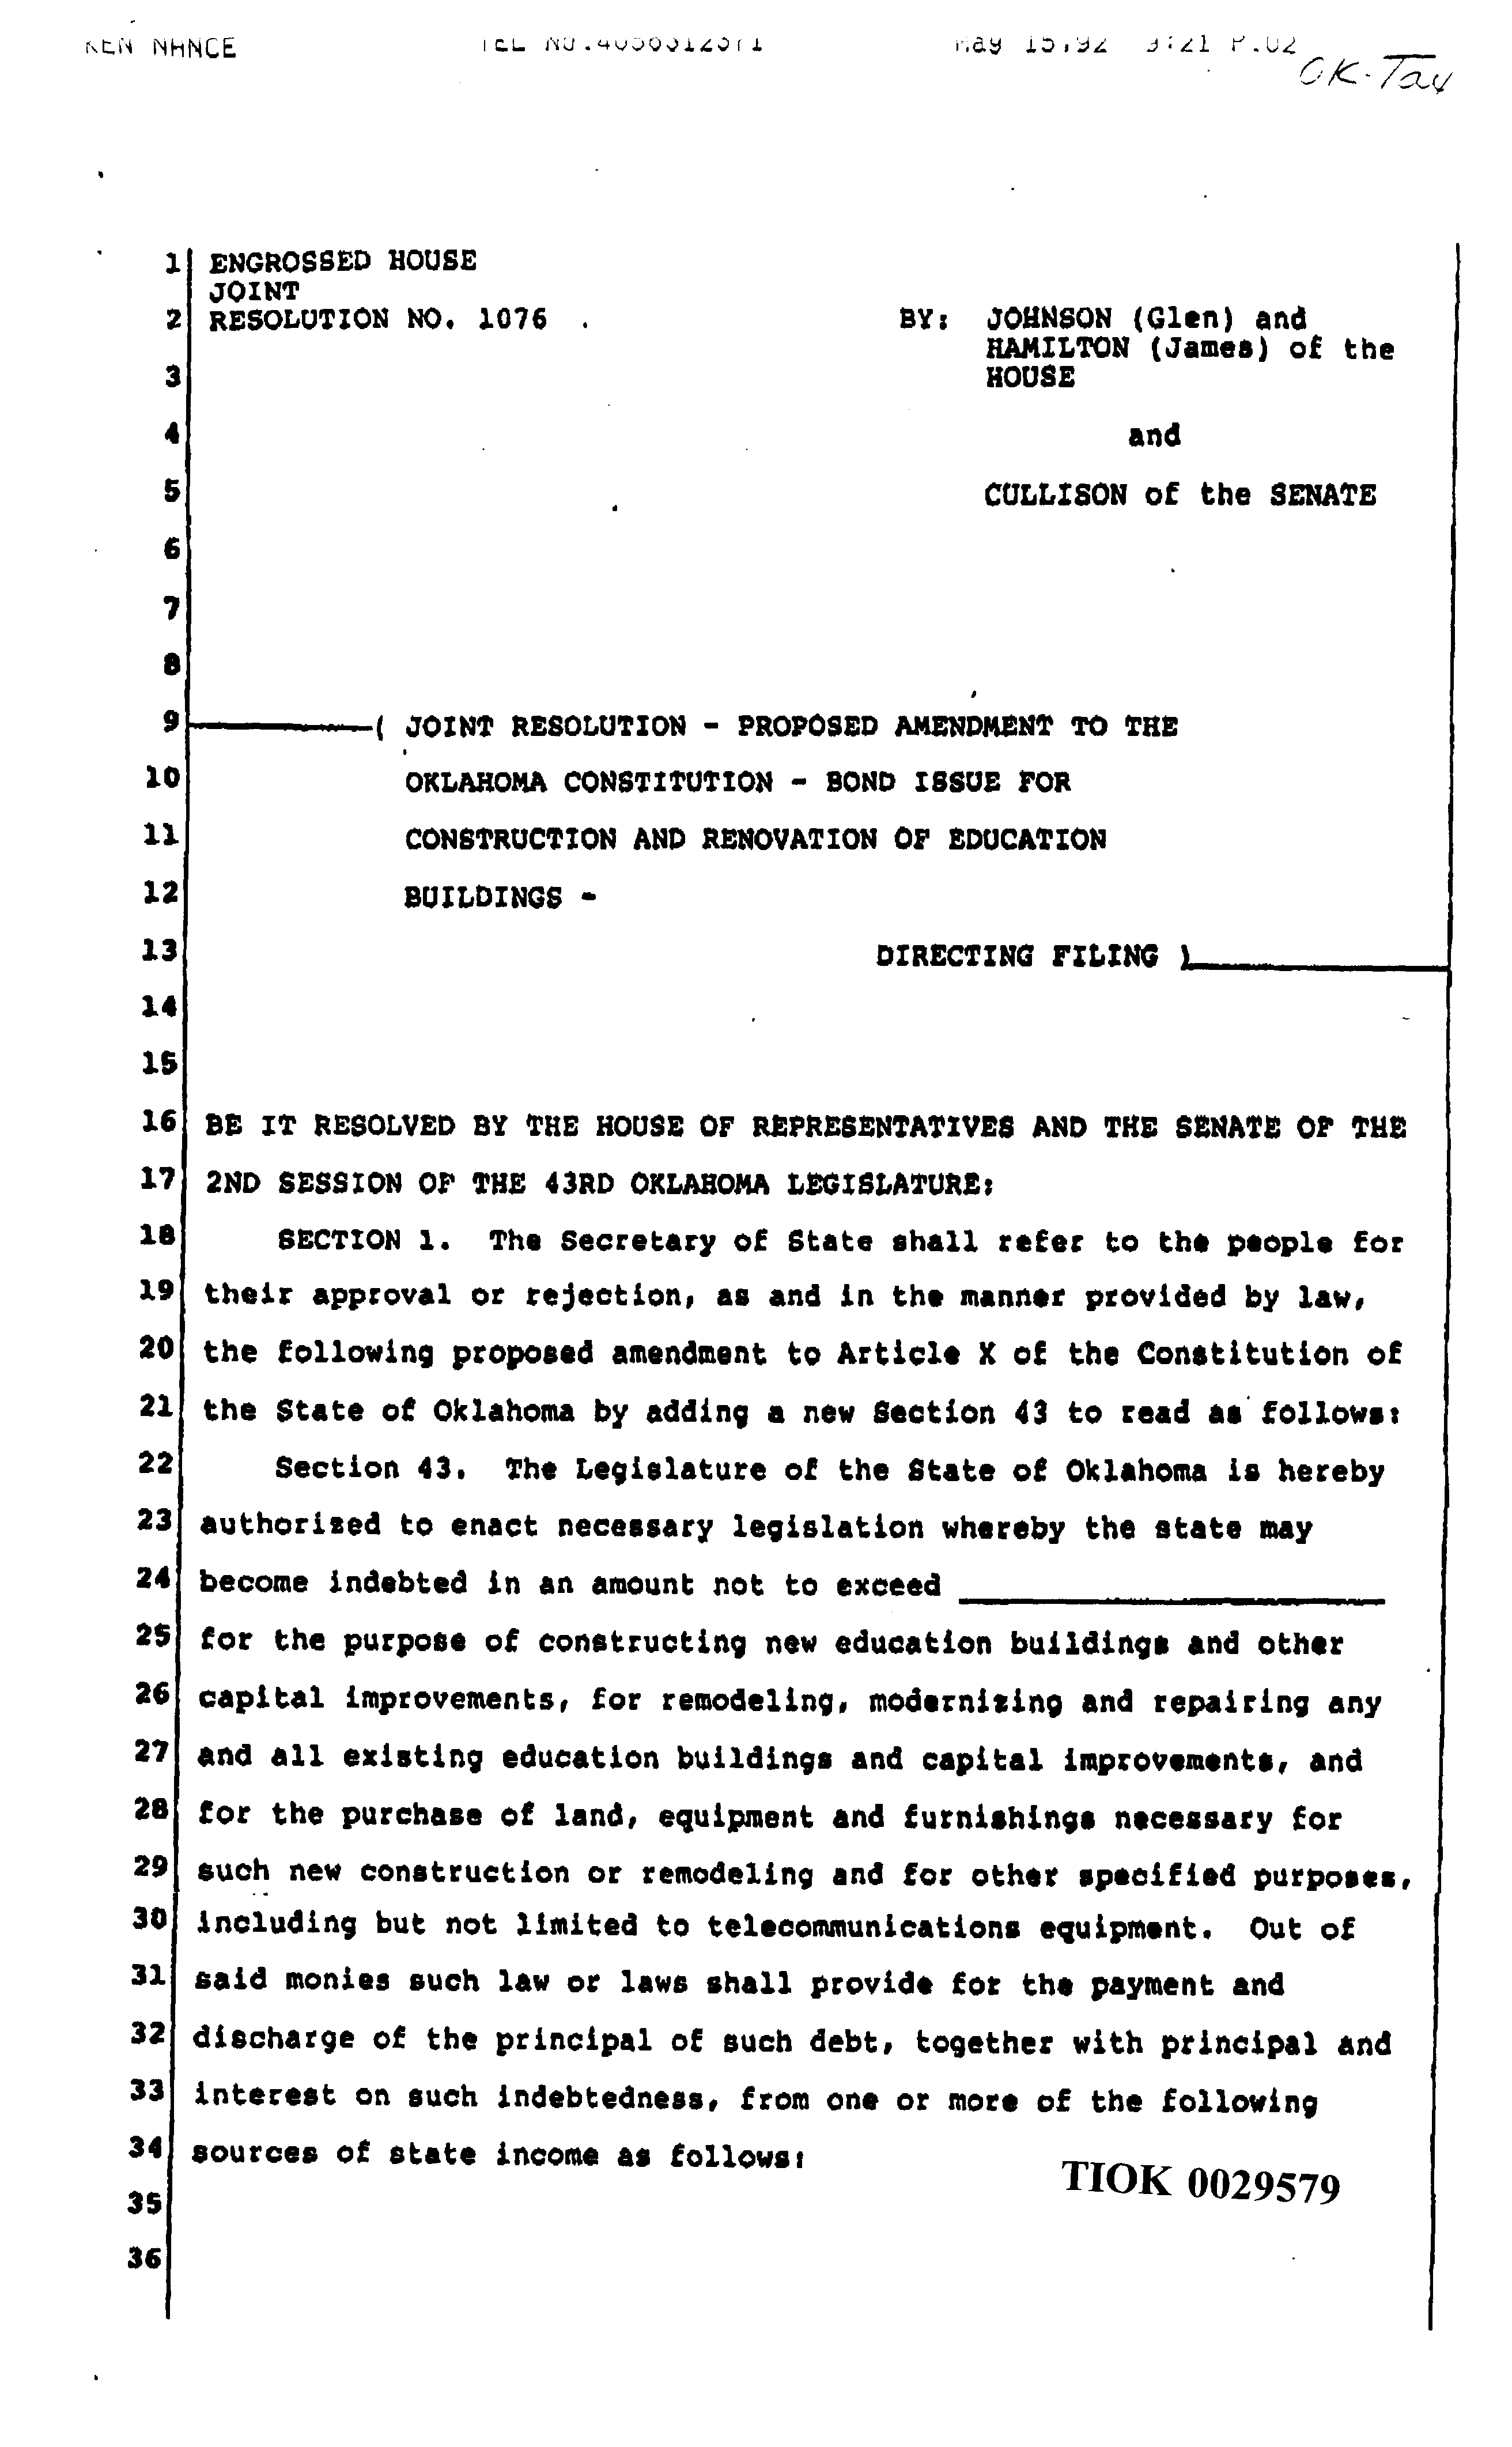 KEN NANCE May 15,92 9:21 P.02
OK-Tax
1 ENGROSSED HOUSE
JOINT
2 RESOLUTION NO. 1076 . BY: JOHNSON (Glen) and
HAMILTON (James) of the
3 HOUSE
4 and
5 CULLISON of the SENATE
6
7
8
9 ( JOINT RESOLUTION - PROPOSED AMENDMENT TO THE
10 OKLAHOMA CONSTITUTION - BOND ISSUE FOR
11 CONSTRUCTION AND RENOVATION OF EDUCATION
12 BUILDINGS -
13 DIRECTING FILING )
14
15
16 BE IT RESOLVED BY THE HOUSE OF REPRESENTATIVES AND THE SENATE OF THE
17 2ND SESSION OF THE 43RD OKLAHOMA LEGISLATURE:
18 SECTION 1. The Secretary of State shall refer to the people for
19 their approval or rejection, as and in the manner provided by law,
20 the following proposed amendment to Article X of the Constitution of
21 the State of Oklahoma by adding a new Section 43 to read as follows:
22 Section 43. The Legislature of the State of Oklahoma is hereby
23 authorized to enact necessary legislation whereby the state may
24 become indebted in an amount not to exceed ____________________
25 for the purpose of constructing new education buildings and other
26 capital improvements, for remodeling, modernizing and repairing any
27 and all existing education buildings and capital improvements, and
28 for the purchase of land, equipment and furnishings necessary for
29 such new construction or remodeling and for other specified purposes,
30 including but not limited to telecommunications equipment. Out of
31 said monies such law or laws shall provide for the payment and
32 discharge of the principal of such debt, together with principal and
33 interest on such indebtedness, from one or more of the following
34 sources of state income as follows:
TIOK 0029579
35
36